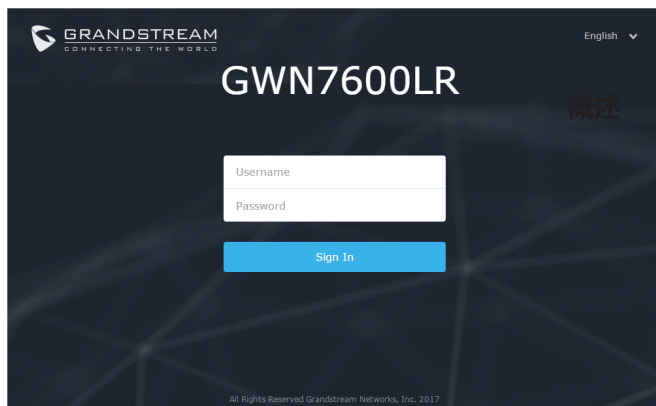 GRANDSTREAM
CONNECTING THE WORLD
English
GWN7600LR
概述
Username
Password
Sign In
All Rights Reserved Grandstream Networks, Inc. 2017